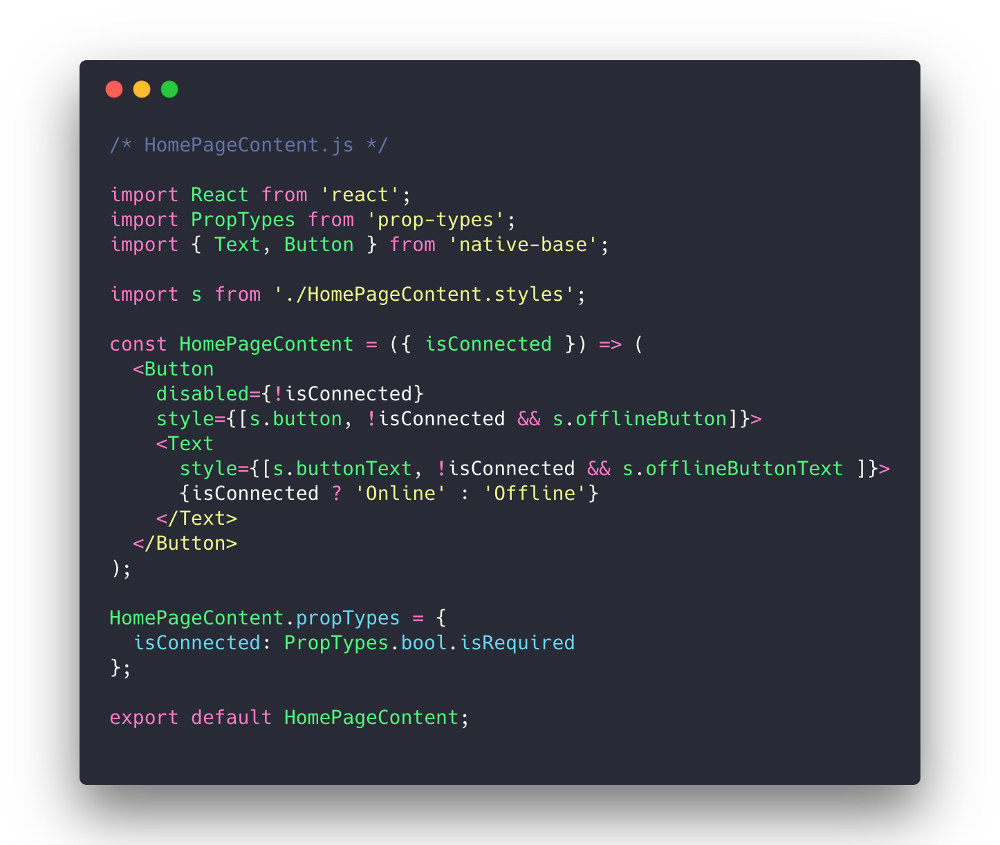 /* HomePageContent.js */
import React from 'react';
import PropTypes from 'prop-types';
import { Text, Button } from 'native-base';
import s from './HomePageContent.styles';
const HomePageContent = ({ isConnected }) => (
  <Button
    disabled={!isConnected}
    style={[s.button, !isConnected && s.offlineButton]}>
    <Text
      style={[s.buttonText, !isConnected && s.offlineButtonText ]}>
      {isConnected ? 'Online' : 'Offline'}
    </Text>
  </Button>
);
HomePageContent.propTypes = {
  isConnected: PropTypes.bool.isRequired
};
export default HomePageContent;